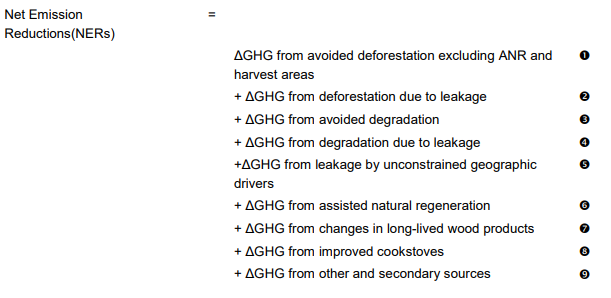 Net Emission =
Reductions(NERs)
ΔGHG from avoided deforestation excluding ANR and ❶
harvest areas
+ ΔGHG from deforestation due to leakage ❷
+ ΔGHG from avoided degradation ❸
+ ΔGHG from degradation due to leakage ❹
+ΔGHG from leakage by unconstrained geographic ❺
drivers
+ ΔGHG from assisted natural regeneration ❻
+ ΔGHG from changes in long-lived wood products ❼
+ ΔGHG from improved cookstoves ❽
+ ΔGHG from other and secondary sources ❾